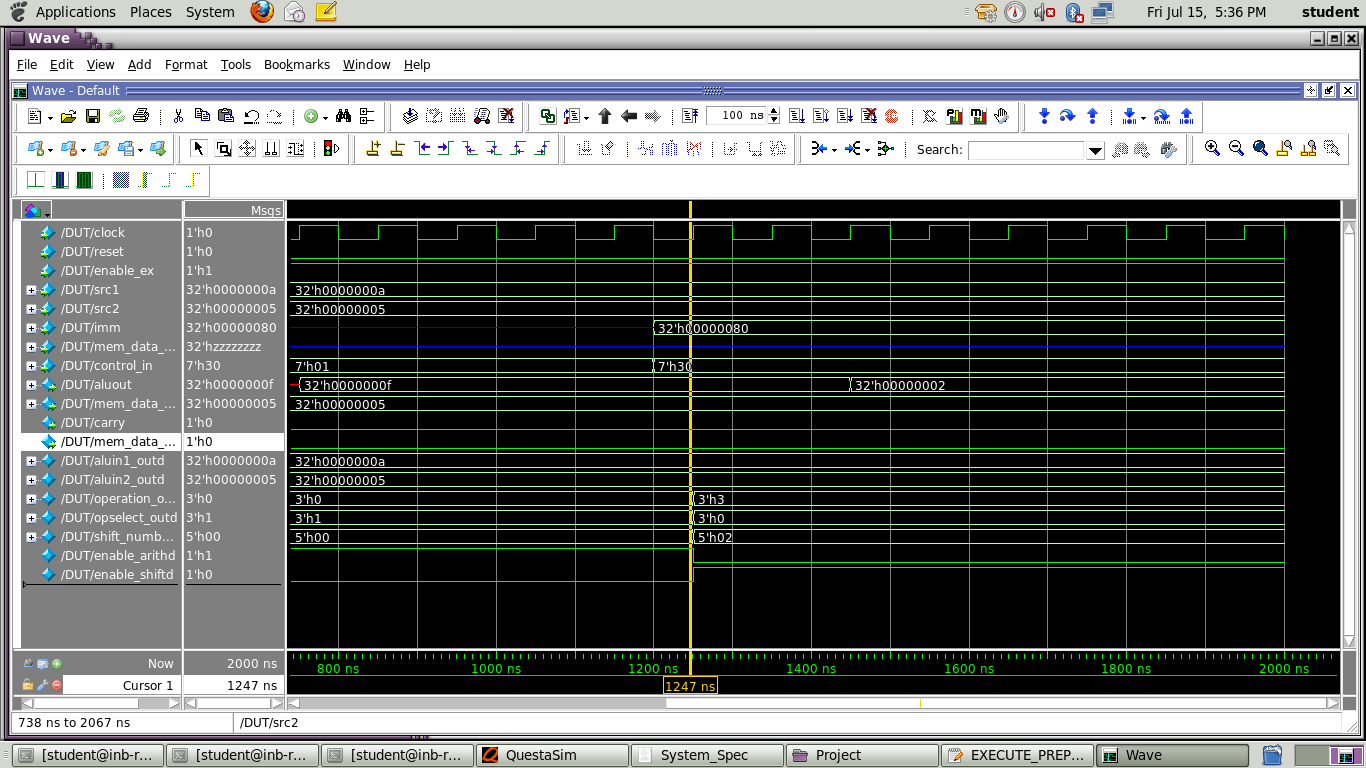 Applications Places System Fri Jul 15, 5:36 PM student
Wave
File Edit View Add Format Tools Bookmarks Window Help
Wave - Default
100 ns
Search:
Msgs
/DUT/clock 1'h0
/DUT/reset 1'h0
/DUT/enable_ex 1'h1
/DUT/src1 32'h0000000a 32'h0000000a
/DUT/src2 32'h00000005 32'h00000005
/DUT/imm 32'h00000080 32'h00000080
/DUT/mem_data_... 32'hzzzzzzzz
/DUT/control_in 7'h30 7'h01 7'h30
/DUT/aluout 32'h0000000f 32'h0000000f 32'h00000002
/DUT/mem_data_... 32'h00000005 32'h00000005
/DUT/carry 1'h0
/DUT/mem_data_... 1'h0
/DUT/aluin1_outd 32'h0000000a 32'h0000000a
/DUT/aluin2_outd 32'h00000005 32'h00000005
/DUT/operation_o... 3'h0 3'h0 3'h3
/DUT/opselect_outd 3'h1 3'h1 3'h0
/DUT/shift_numb... 5'h00 5'h00 5'h02
/DUT/enable_arithd 1'h1
/DUT/enable_shiftd 1'h0
Now 2000 ns 800 ns 1000 ns 1200 ns 1400 ns 1600 ns 1800 ns 2000 ns
Cursor 1 1247 ns 1247 ns
738 ns to 2067 ns /DUT/src2
[student@inb-r... [student@inb-r... [student@inb-r... QuestaSim System_Spec Project EXECUTE_PREP... Wave